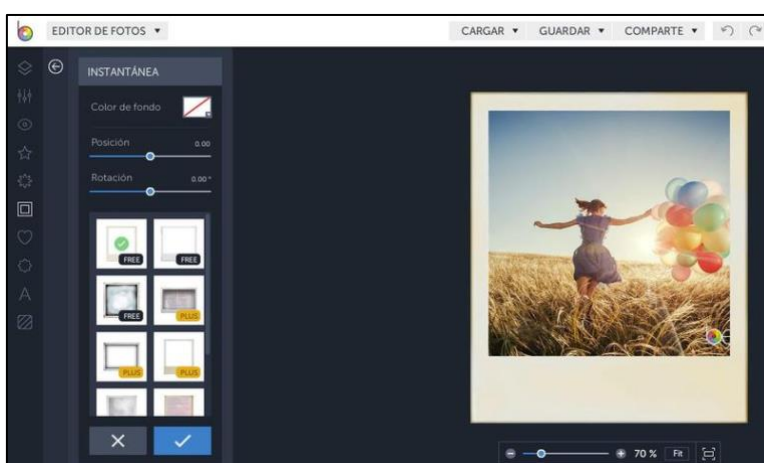 EDITOR DE FOTOS
CARGAR GUARDAR COMPARTE
INSTANTÁNEA
Color de fondo
Posición 0.00
Rotación 0.00 °
FREE FREE
FREE PLUS
PLUS PLUS
70 % Fit